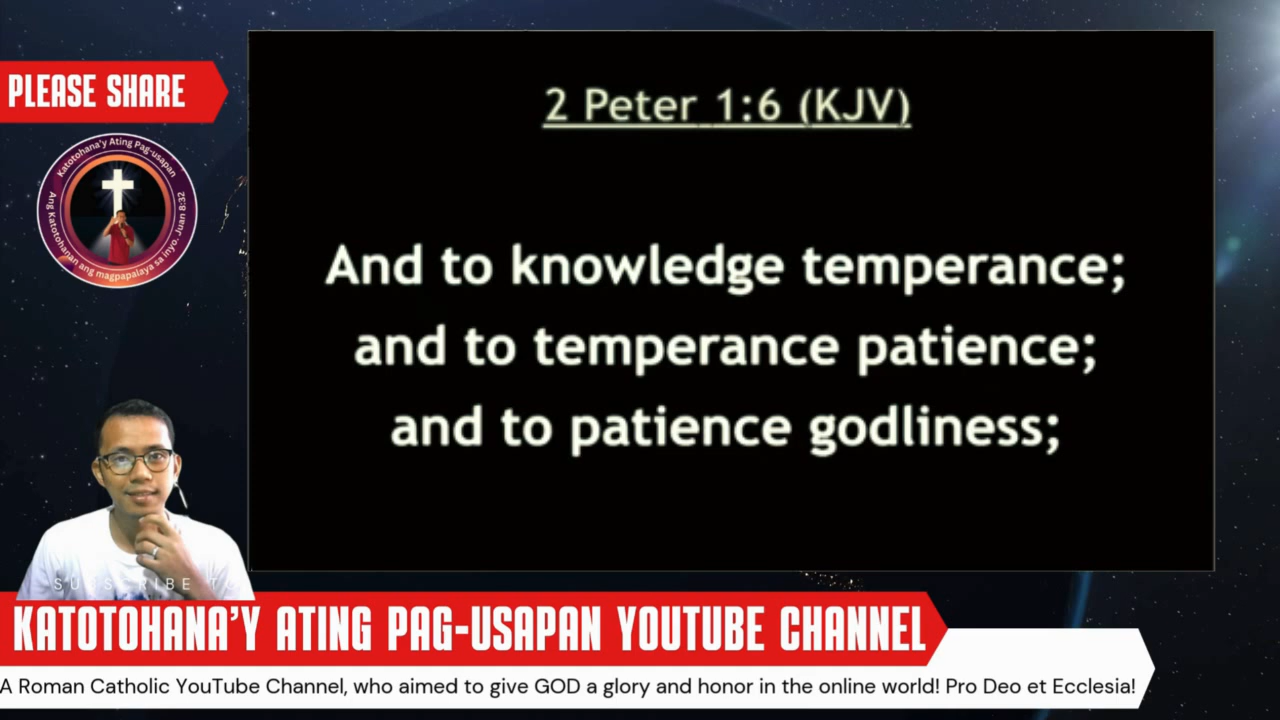 PLEASE SHARE
Katotohana'y Ating Pag-usapan
Ang Katotohanan ang magpapalaya sa inyo. Juan 8:32
2 Peter 1:6 (KJV)
And to knowledge temperance;
and to temperance patience;
and to patience godliness;
SUBSCRIBE TO
KATOTOHANA'Y ATING PAG-USAPAN YOUTUBE CHANNEL
A Roman Catholic YouTube Channel, who aimed to give GOD a glory and honor in the online world! Pro Deo et Ecclesia!